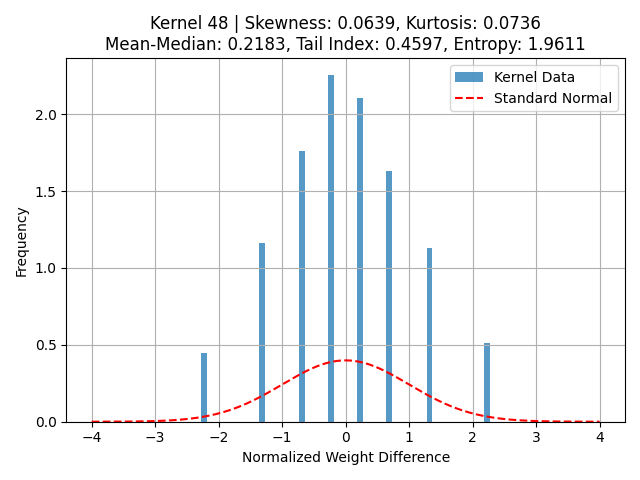 Kernel 48 | Skewness: 0.0639, Kurtosis: 0.0736
Mean-Median: 0.2183, Tail Index: 0.4597, Entropy: 1.9611
Kernel Data
Standard Normal
Frequency
2.0
1.5
1.0
0.5
0.0
−4 −3 −2 −1 0 1 2 3 4
Normalized Weight Difference